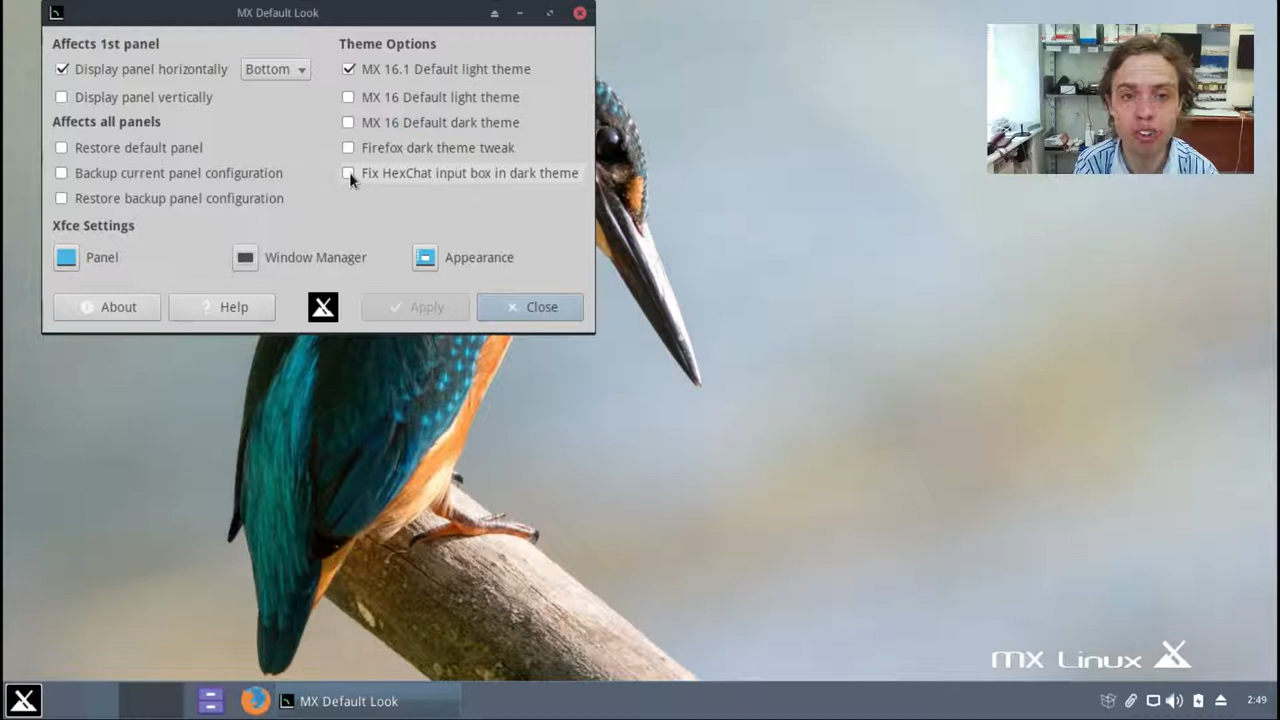 MX Default Look
Affects 1st panel
Display panel horizontally
Bottom
Display panel vertically
Affects all panels
Restore default panel
Backup current panel configuration
Restore backup panel configuration
Theme Options
MX 16.1 Default light theme
MX 16 Default light theme
MX 16 Default dark theme
Firefox dark theme tweak
Fix HexChat input box in dark theme
Xfce Settings
Panel
Window Manager
Appearance
About
Help
Apply
Close
MX Linux
MX Default Look
2:49